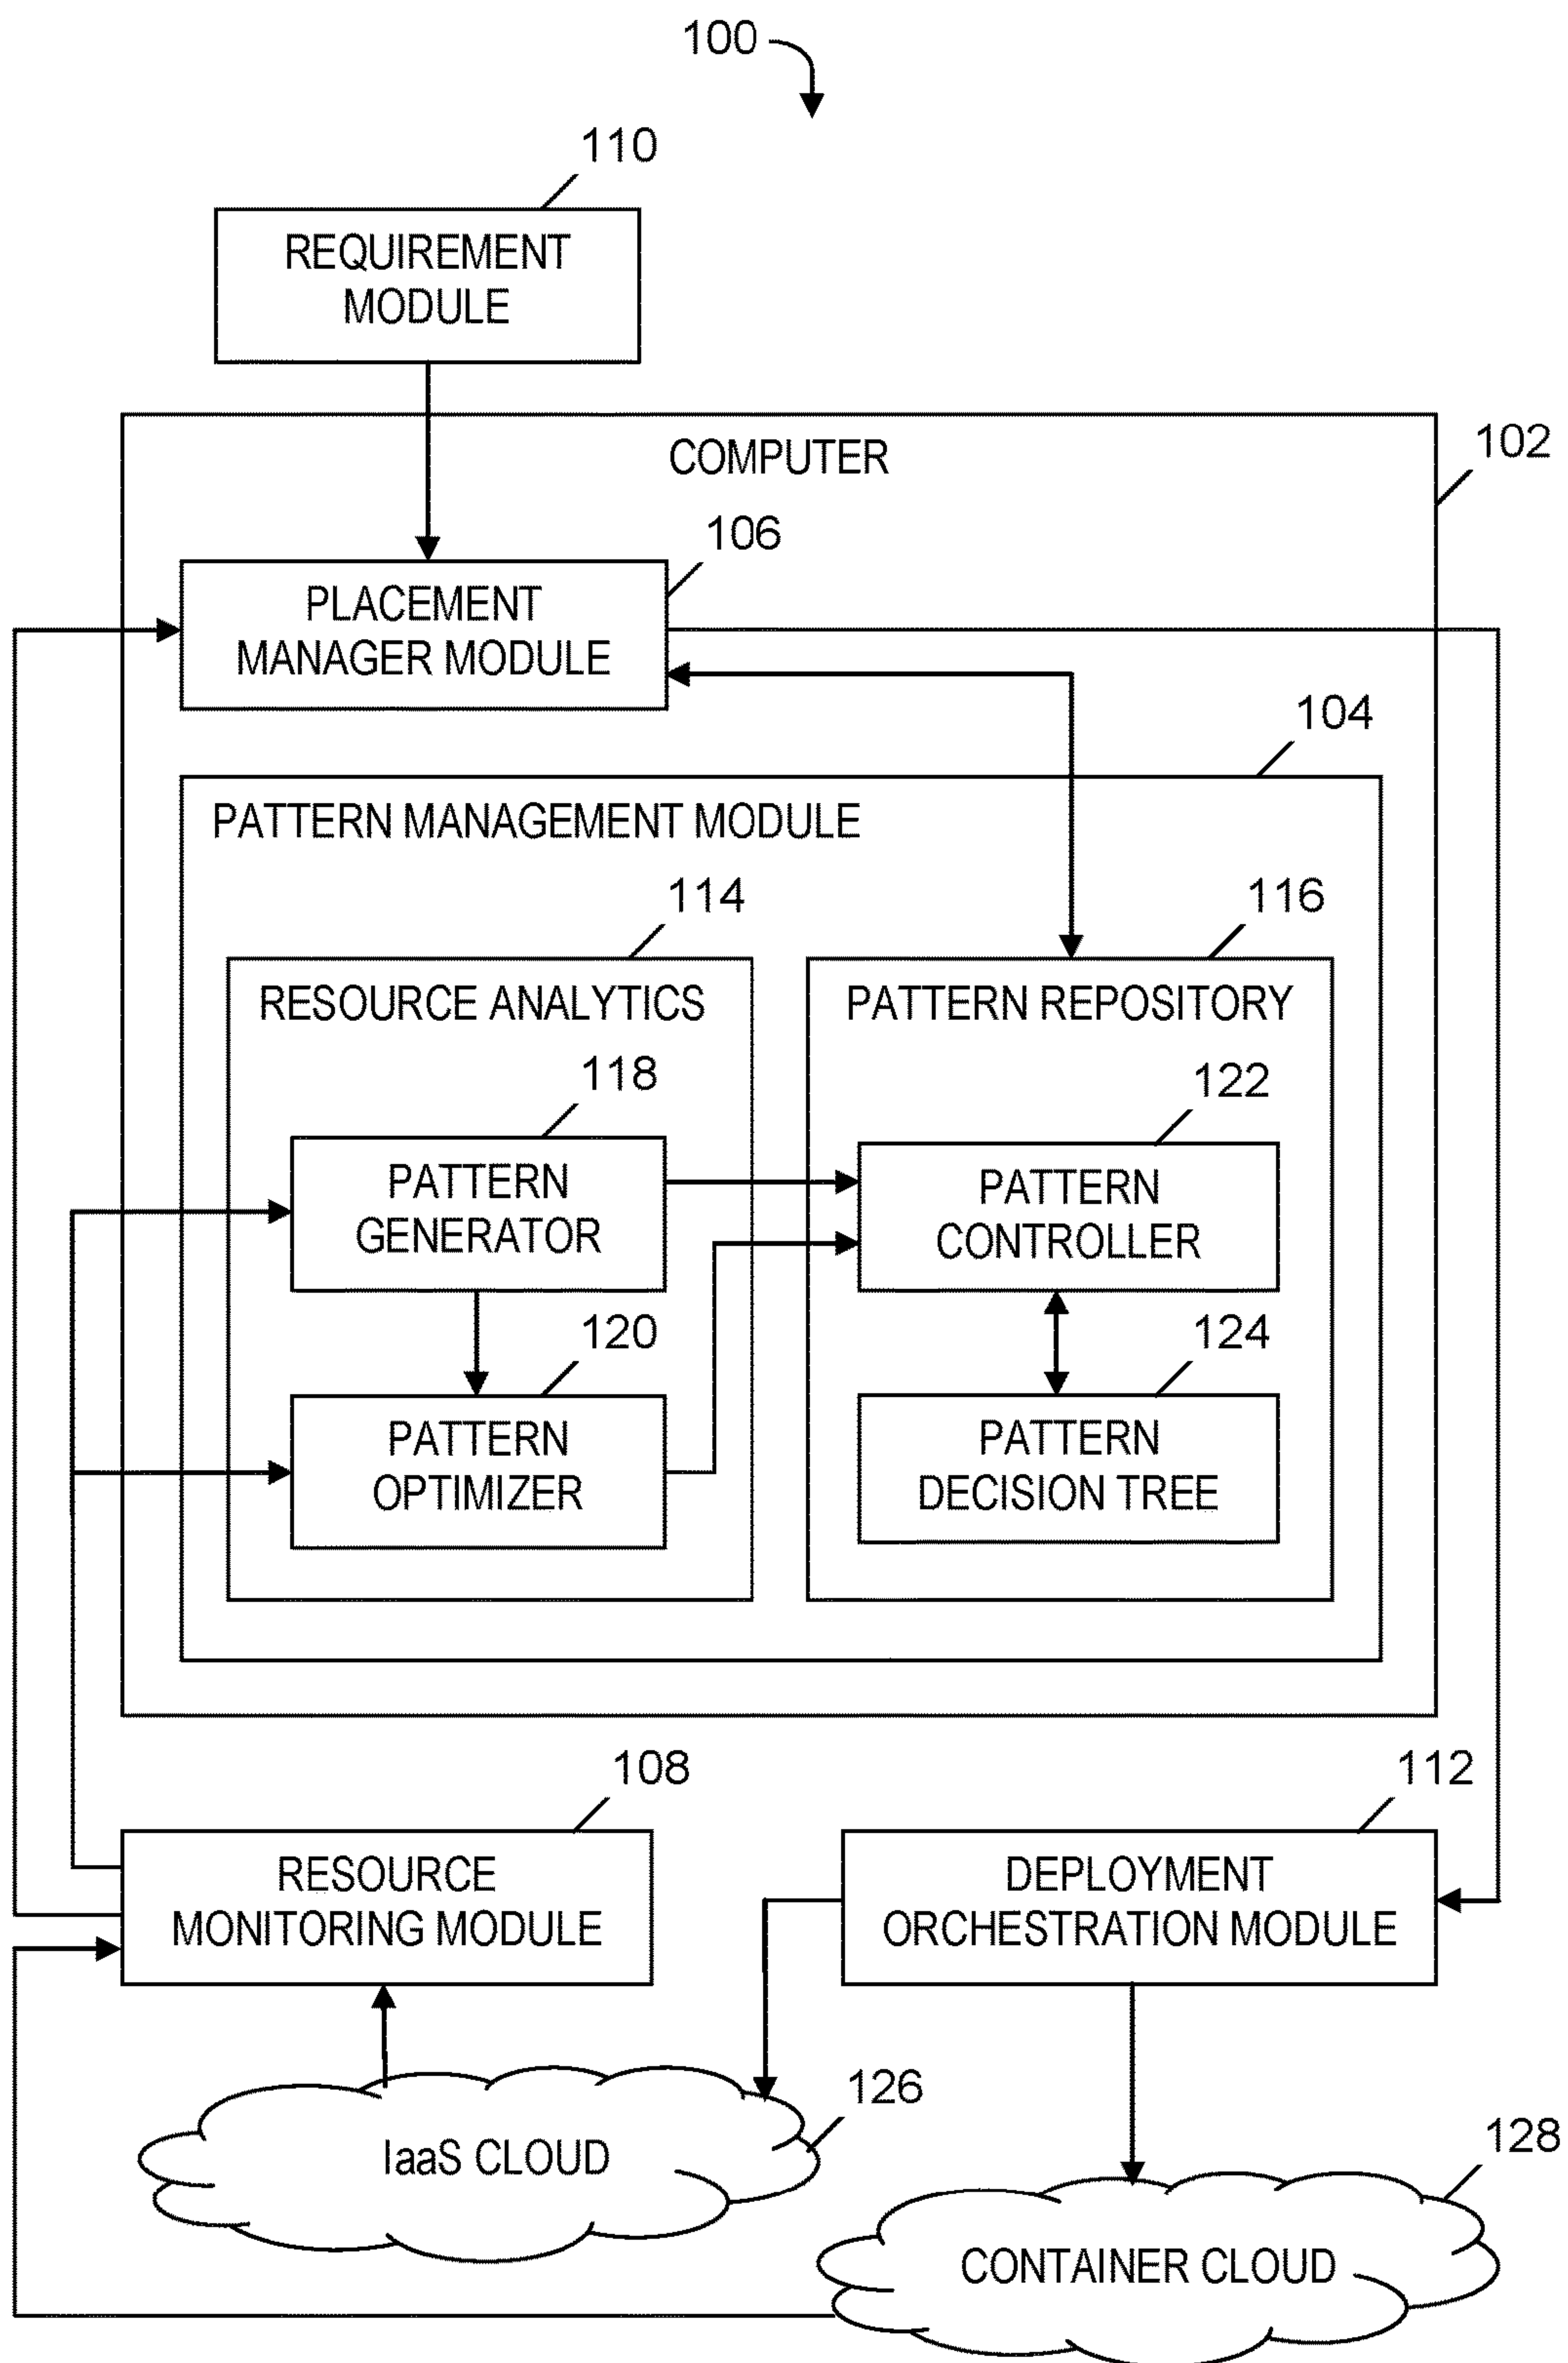 100
110
REQUIREMENT
MODULE
COMPUTER
102
106
PLACEMENT
MANAGER MODULE
104
PATTERN MANAGEMENT MODULE
114
116
RESOURCE ANALYTICS
PATTERN REPOSITORY
118
122
PATTERN
GENERATOR
PATTERN
CONTROLLER
120
124
PATTERN
OPTIMIZER
PATTERN
DECISION TREE
108
112
RESOURCE
MONITORING MODULE
DEPLOYMENT
ORCHESTRATION MODULE
126
IaaS CLOUD
128
CONTAINER CLOUD